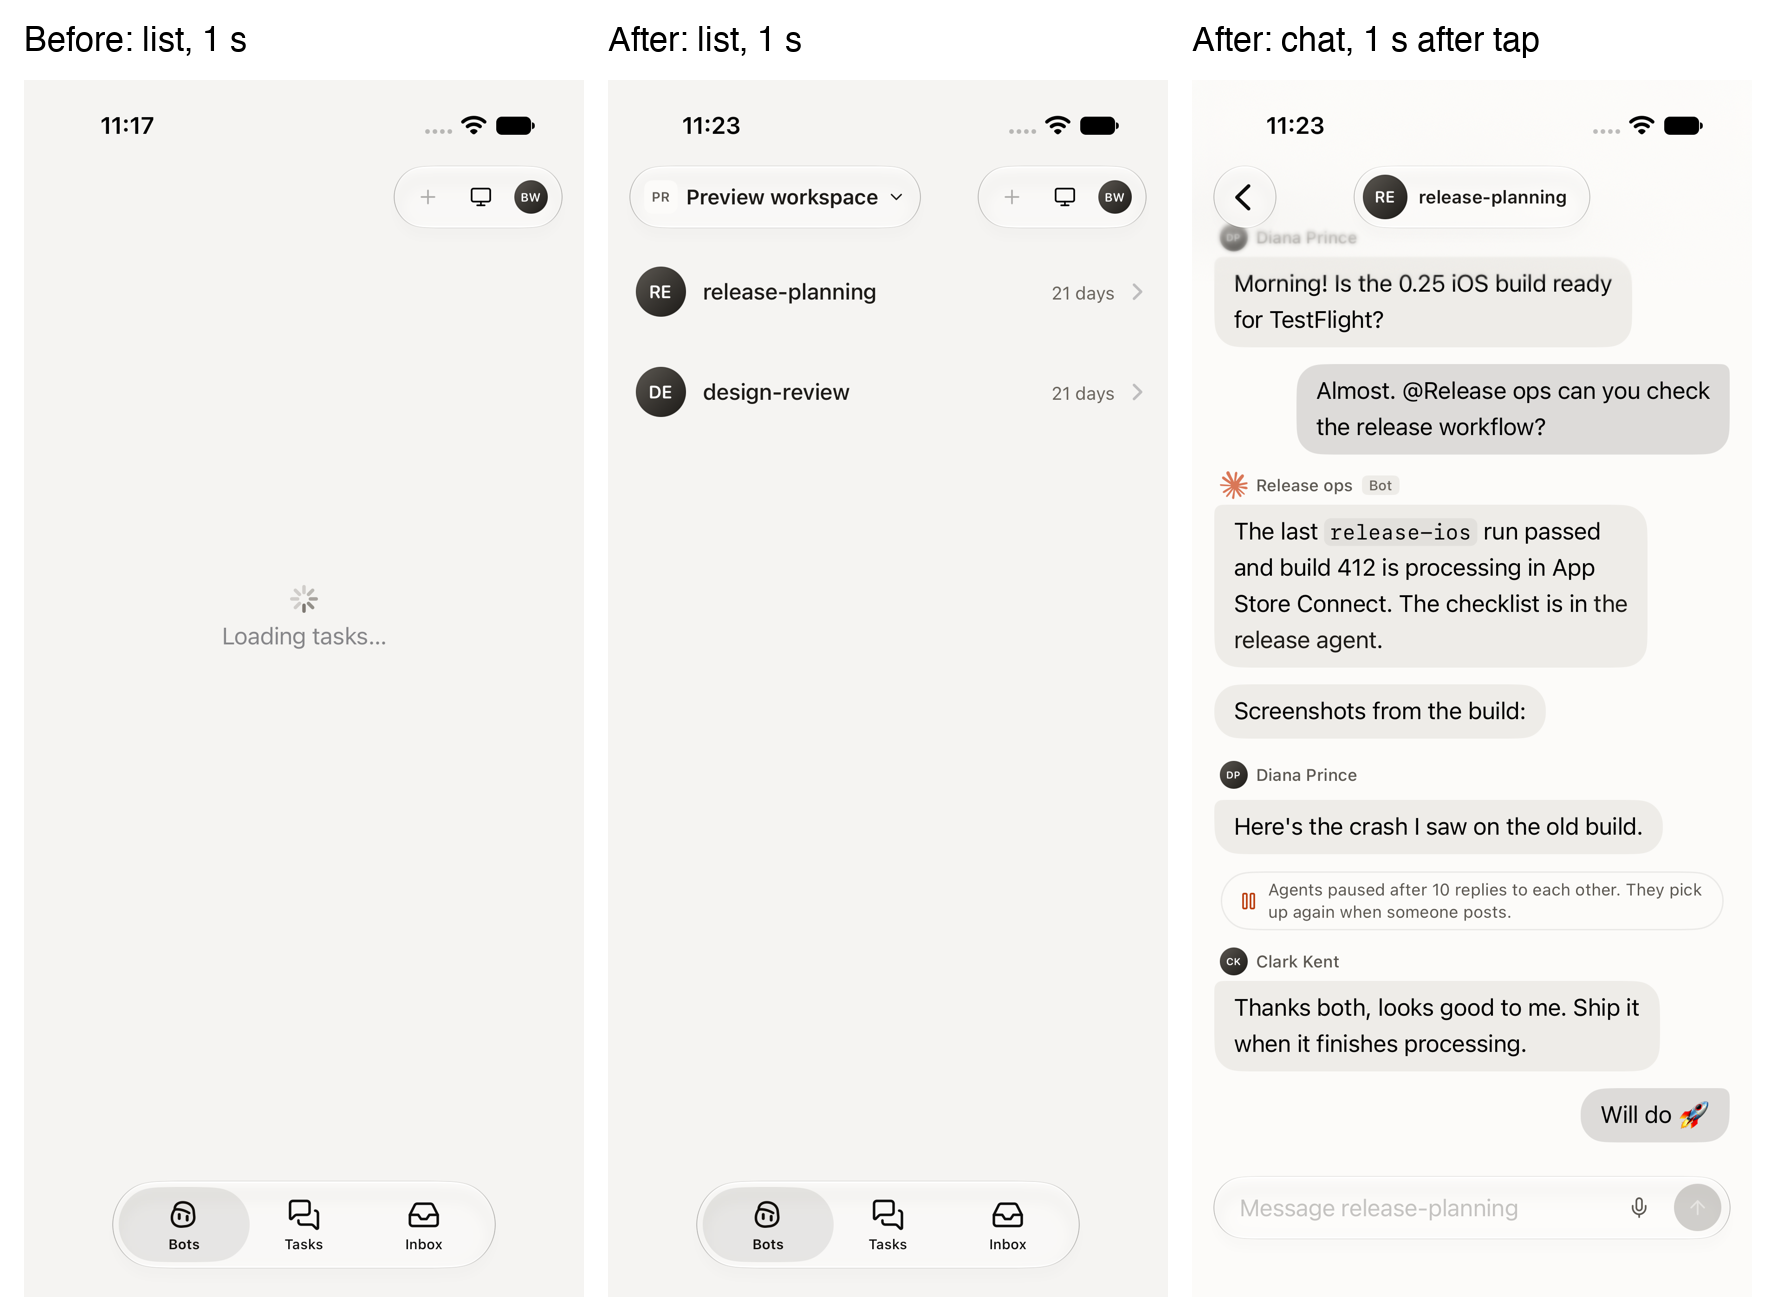 Before: list, 1 s
11:17
BW
Loading tasks...
Bots
Tasks
Inbox
After: list, 1 s
11:23
PR Preview workspace
BW
RE release-planning 21 days
DE design-review 21 days
Bots
Tasks
Inbox
After: chat, 1 s after tap
11:23
RE release-planning
DP Diana Prince
Morning! Is the 0.25 iOS build ready
for TestFlight?
Almost. @Release ops can you check
the release workflow?
Release ops Bot
The last release-ios run passed
and build 412 is processing in App
Store Connect. The checklist is in the
release agent.
Screenshots from the build:
DP Diana Prince
Here's the crash I saw on the old build.
Agents paused after 10 replies to each other. They pick
up again when someone posts.
CK Clark Kent
Thanks both, looks good to me. Ship it
when it finishes processing.
Will do 🚀
Message release-planning